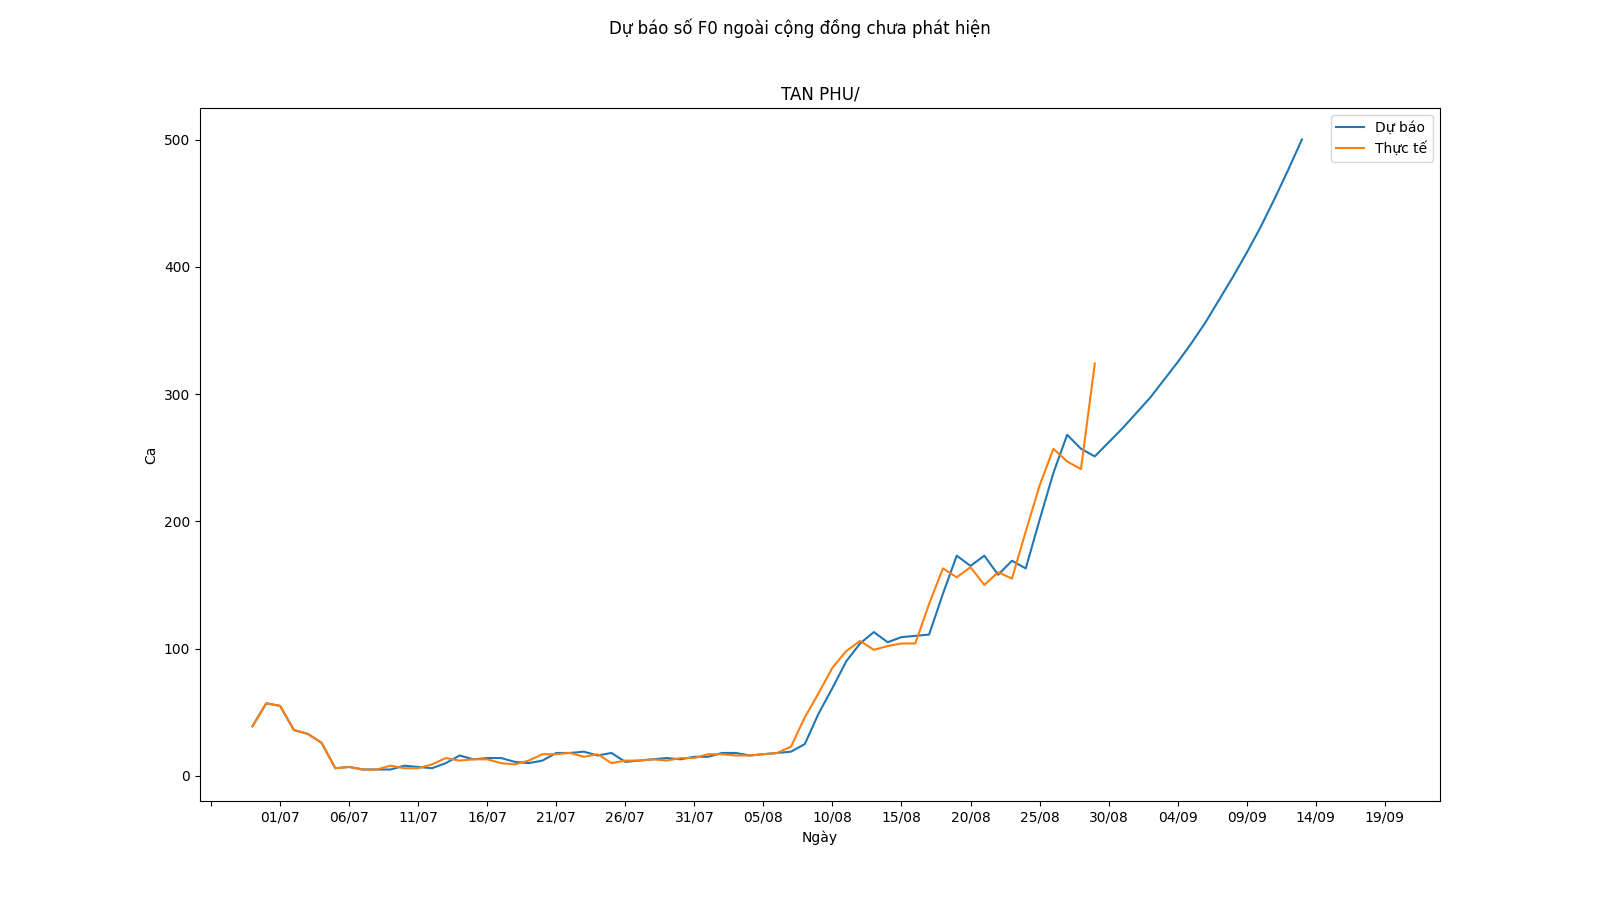 Dự báo số F0 ngoài cộng đồng chưa phát hiện
TAN PHU/
Dự báo
Thực tế
500
400
300
200
100
0
Ca
01/07 06/07 11/07 16/07 21/07 26/07 31/07 05/08 10/08 15/08 20/08 25/08 30/08 04/09 09/09 14/09 19/09
Ngày